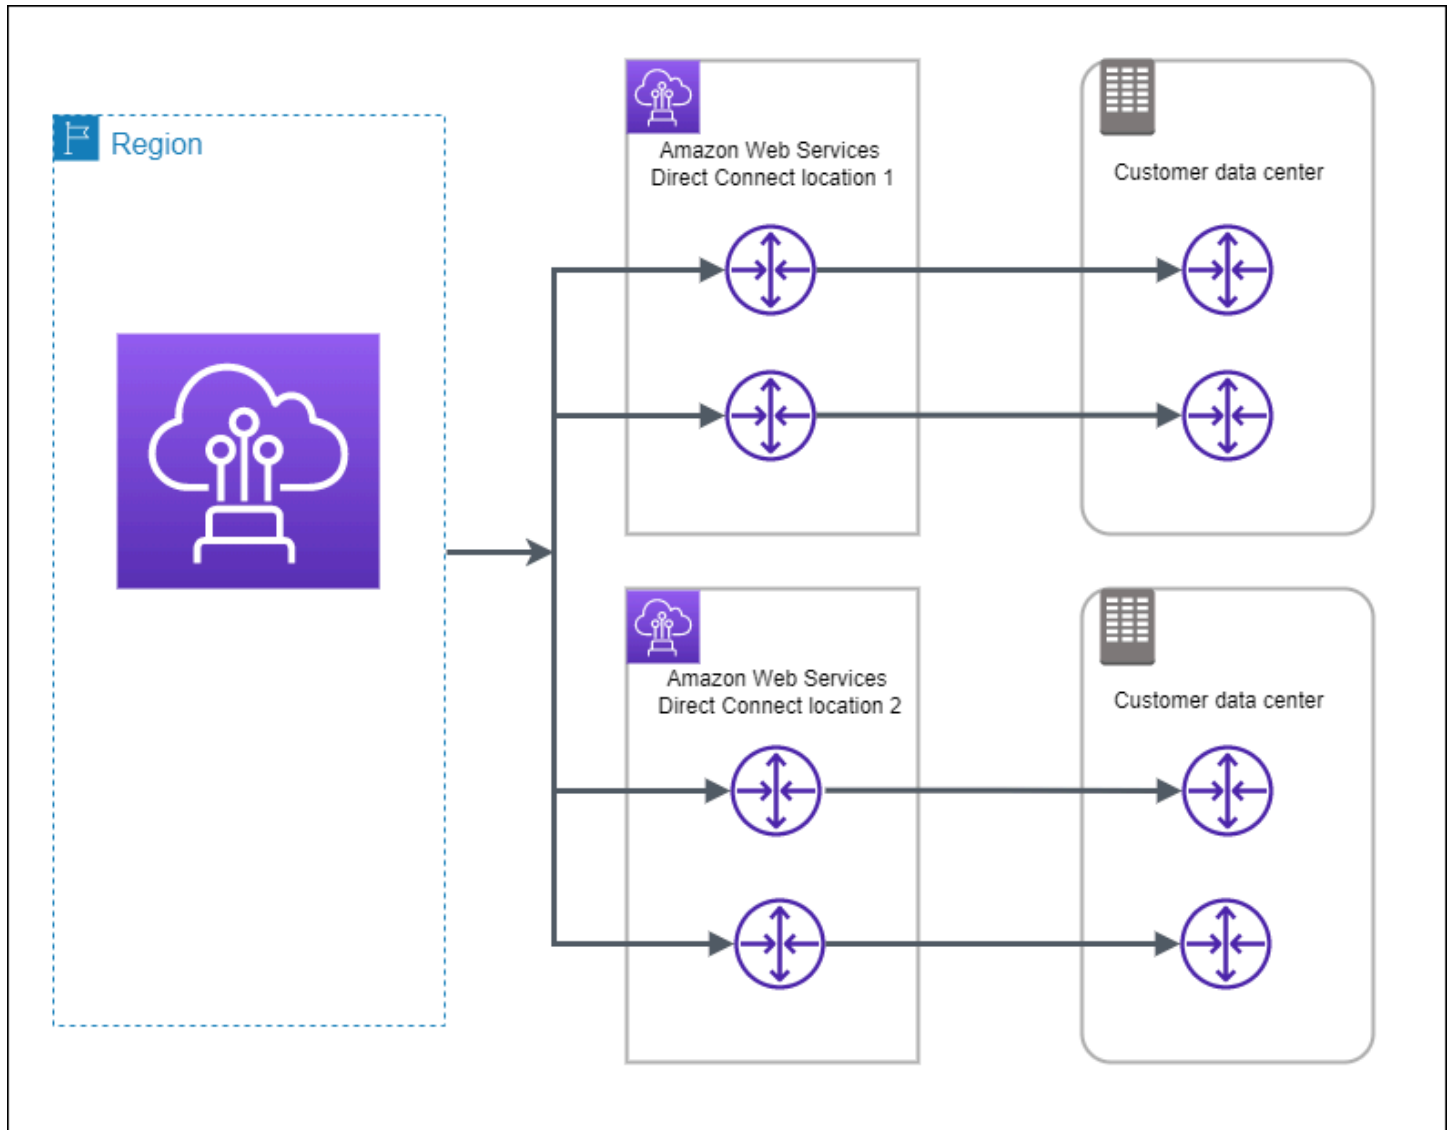 Region
Amazon Web Services
Direct Connect location 1
Customer data center
Amazon Web Services
Direct Connect location 2
Customer data center